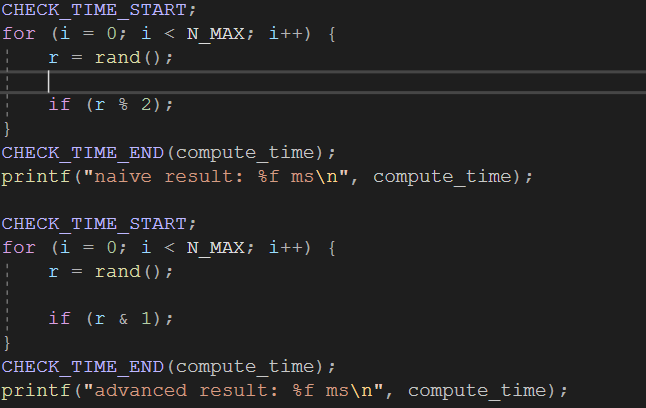 CHECK_TIME_START;
for (i = 0; i < N_MAX; i++) {
    r = rand();

    if (r % 2);
}
CHECK_TIME_END(compute_time);
printf("naive result: %f ms\n", compute_time);

CHECK_TIME_START;
for (i = 0; i < N_MAX; i++) {
    r = rand();

    if (r & 1);
}
CHECK_TIME_END(compute_time);
printf("advanced result: %f ms\n", compute_time);